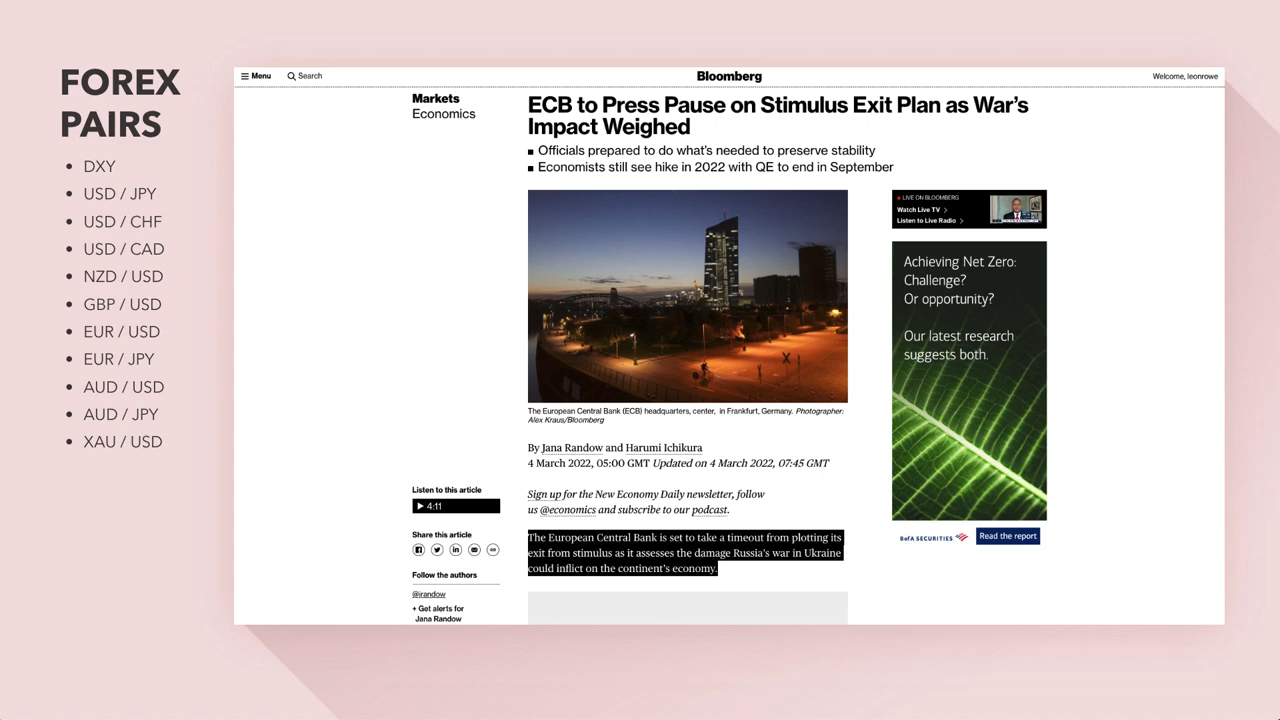 FOREX
PAIRS
DXY
USD / JPY
USD / CHF
USD / CAD
NZD / USD
GBP / USD
EUR / USD
EUR / JPY
AUD / USD
AUD / JPY
XAU / USD
Menu
Search
Bloomberg
Welcome, leonrowe
Markets
Economics
ECB to Press Pause on Stimulus Exit Plan as War's
Impact Weighed
Officials prepared to do what's needed to preserve stability
Economists still see hike in 2022 with QE to end in September
The European Central Bank (ECB) headquarters, center, in Frankfurt, Germany. Photographer:
Alex Kraus/Bloomberg
By Jana Randow and Harumi Ichikura
4 March 2022, 05:00 GMT Updated on 4 March 2022, 07:45 GMT
Sign up for the New Economy Daily newsletter, follow
us @economics and subscribe to our podcast.
The European Central Bank is set to take a timeout from plotting its
exit from stimulus as it assesses the damage Russia's war in Ukraine
could inflict on the continent's economy.
Listen to this article
4:11
Share this article
Follow the authors
@jrandow
+ Get alerts for
Jana Randow
LIVE ON BLOOMBERG
Watch Live TV >
Listen to Live Radio >
Achieving Net Zero:
Challenge?
Or opportunity?
Our latest research
suggests both.
BofA SECURITIES
Read the report